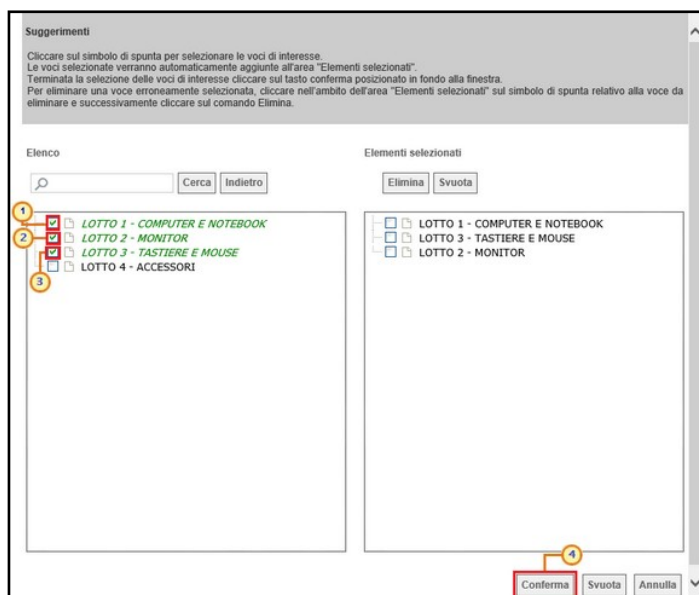 Suggerimenti
Cliccare sul simbolo di spunta per selezionare le voci di interesse.
Le voci selezionate verranno automaticamente aggiunte all'area "Elementi selezionati".
Terminata la selezione delle voci di interesse cliccare sul tasto conferma posizionato in fondo alla finestra.
Per eliminare una voce erroneamente selezionata, cliccare nell'ambito dell'area "Elementi selezionati" sul simbolo di spunta relativo alla voce da
eliminare e successivamente cliccare sul comando Elimina.
Elenco
Cerca Indietro
1
LOTTO 1 - COMPUTER E NOTEBOOK
2
LOTTO 2 - MONITOR
LOTTO 3 - TASTIERE E MOUSE
LOTTO 4 - ACCESSORI
3
Elementi selezionati
Elimina Svuota
LOTTO 1 - COMPUTER E NOTEBOOK
LOTTO 3 - TASTIERE E MOUSE
LOTTO 2 - MONITOR
4
Conferma Svuota Annulla